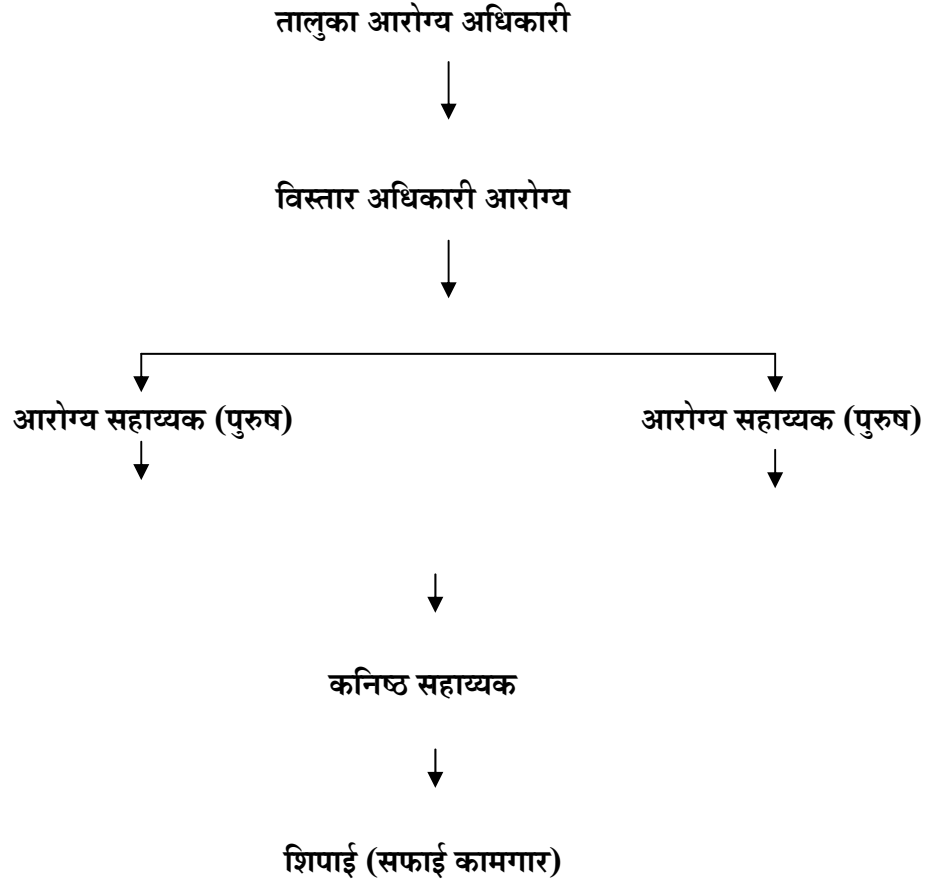 तालुका आरोग्य अधिकारी
विस्तार अधिकारी आरोग्य
आरोग्य सहाय्यक (पुरुष)
आरोग्य सहाय्यक (पुरुष)
कनिष्ठ सहाय्यक
शिपाई (सफाई कामगार)